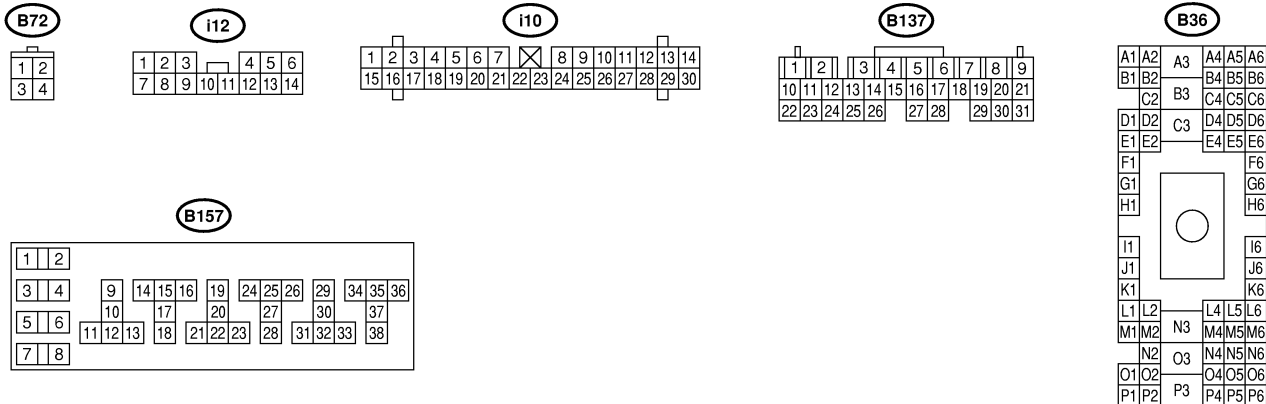 B72
1 2
3 4
i12
1 2 3 4 5 6
7 8 9 10 11 12 13 14
i10
1 2 3 4 5 6 7 8 9 10 11 12 13 14
15 16 17 18 19 20 21 22 23 24 25 26 27 28 29 30
B137
1 2 3 4 5 6 7 8 9
10 11 12 13 14 15 16 17 18 19 20 21
22 23 24 25 26 27 28 29 30 31
B36
A1 A2 A3 A4 A5 A6
B1 B2 B3 B4 B5 B6
C2 C3 C4 C5 C6
D1 D2 D4 D5 D6
E1 E2 E4 E5 E6
F1 F6
G1 G6
H1 H6
I1 I6
J1 J6
K1 K6
L1 L2 L4 L5 L6
M1 M2 N3 M4 M5 M6
N2 O3 N4 N5 N6
O1 O2 O4 O5 O6
P1 P2 P3 P4 P5 P6
B157
1 2
3 4 9 14 15 16 19 24 25 26 29 34 35 36
10 17 20 27 30 37
5 6 11 12 13 18 21 22 23 28 31 32 33 38
7 8